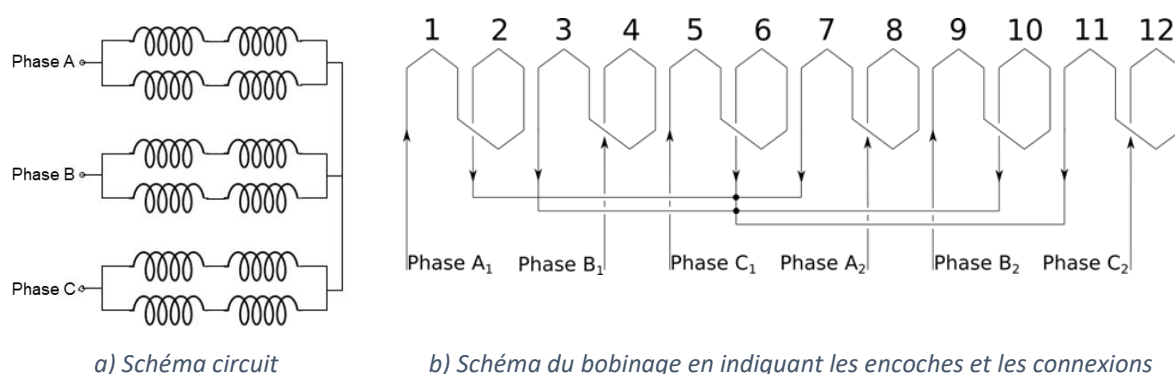 Phase A
Phase B
Phase C
a) Schéma circuit
1 2 3 4 5 6 7 8 9 10 11 12
Phase A₁ Phase B₁ Phase C₁ Phase A₂ Phase B₂ Phase C₂
b) Schéma du bobinage en indiquant les encoches et les connexions